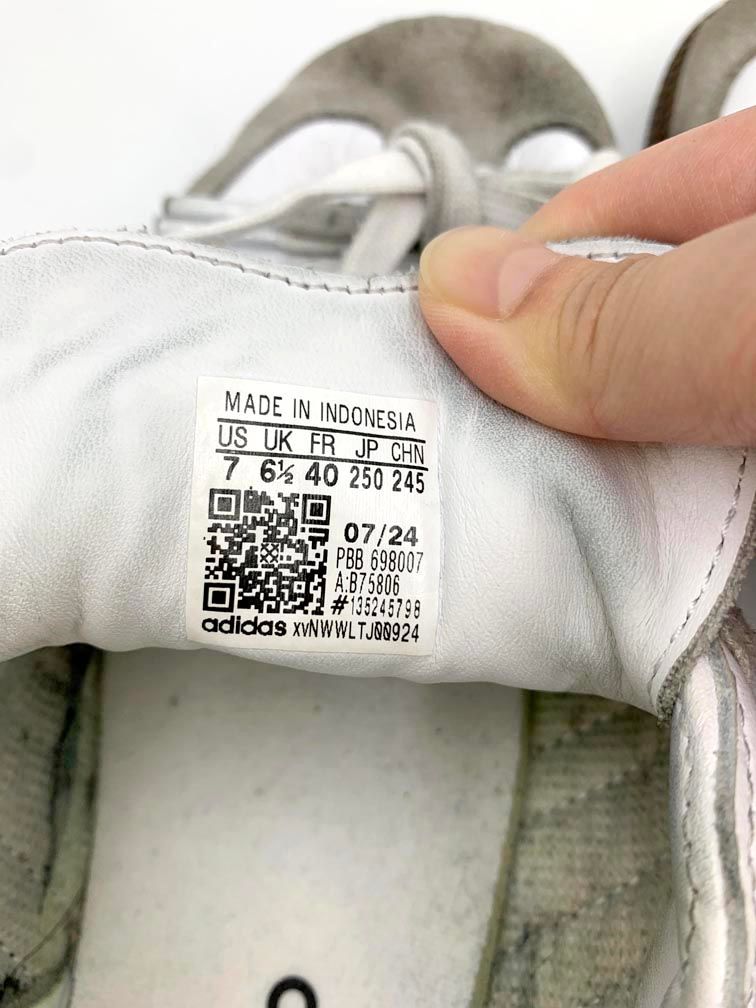 MADE IN INDONESIA
US UK FR JP CHN
7 6½ 40 250 245
07/24
PBB 698007
A:B75806
#135245798
adidas xvNWWLTJ00924